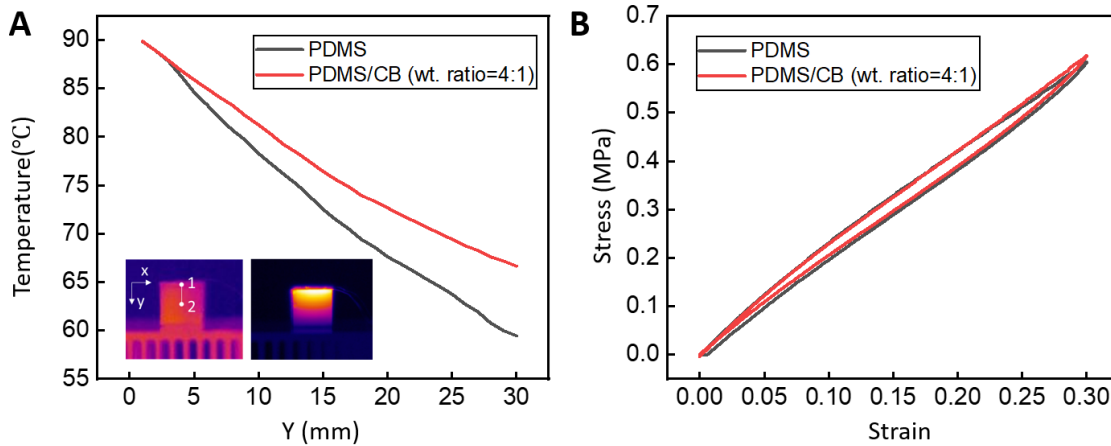 A
Temperature(℃)
90
85
80
75
70
65
60
55
PDMS
PDMS/CB (wt. ratio=4:1)
x
y
1
2
0
5
10
15
20
25
30
Y (mm)
B
Stress (MPa)
0.7
0.6
0.5
0.4
0.3
0.2
0.1
0.0
PDMS
PDMS/CB (wt. ratio=4:1)
0.00
0.05
0.10
0.15
0.20
0.25
0.30
Strain